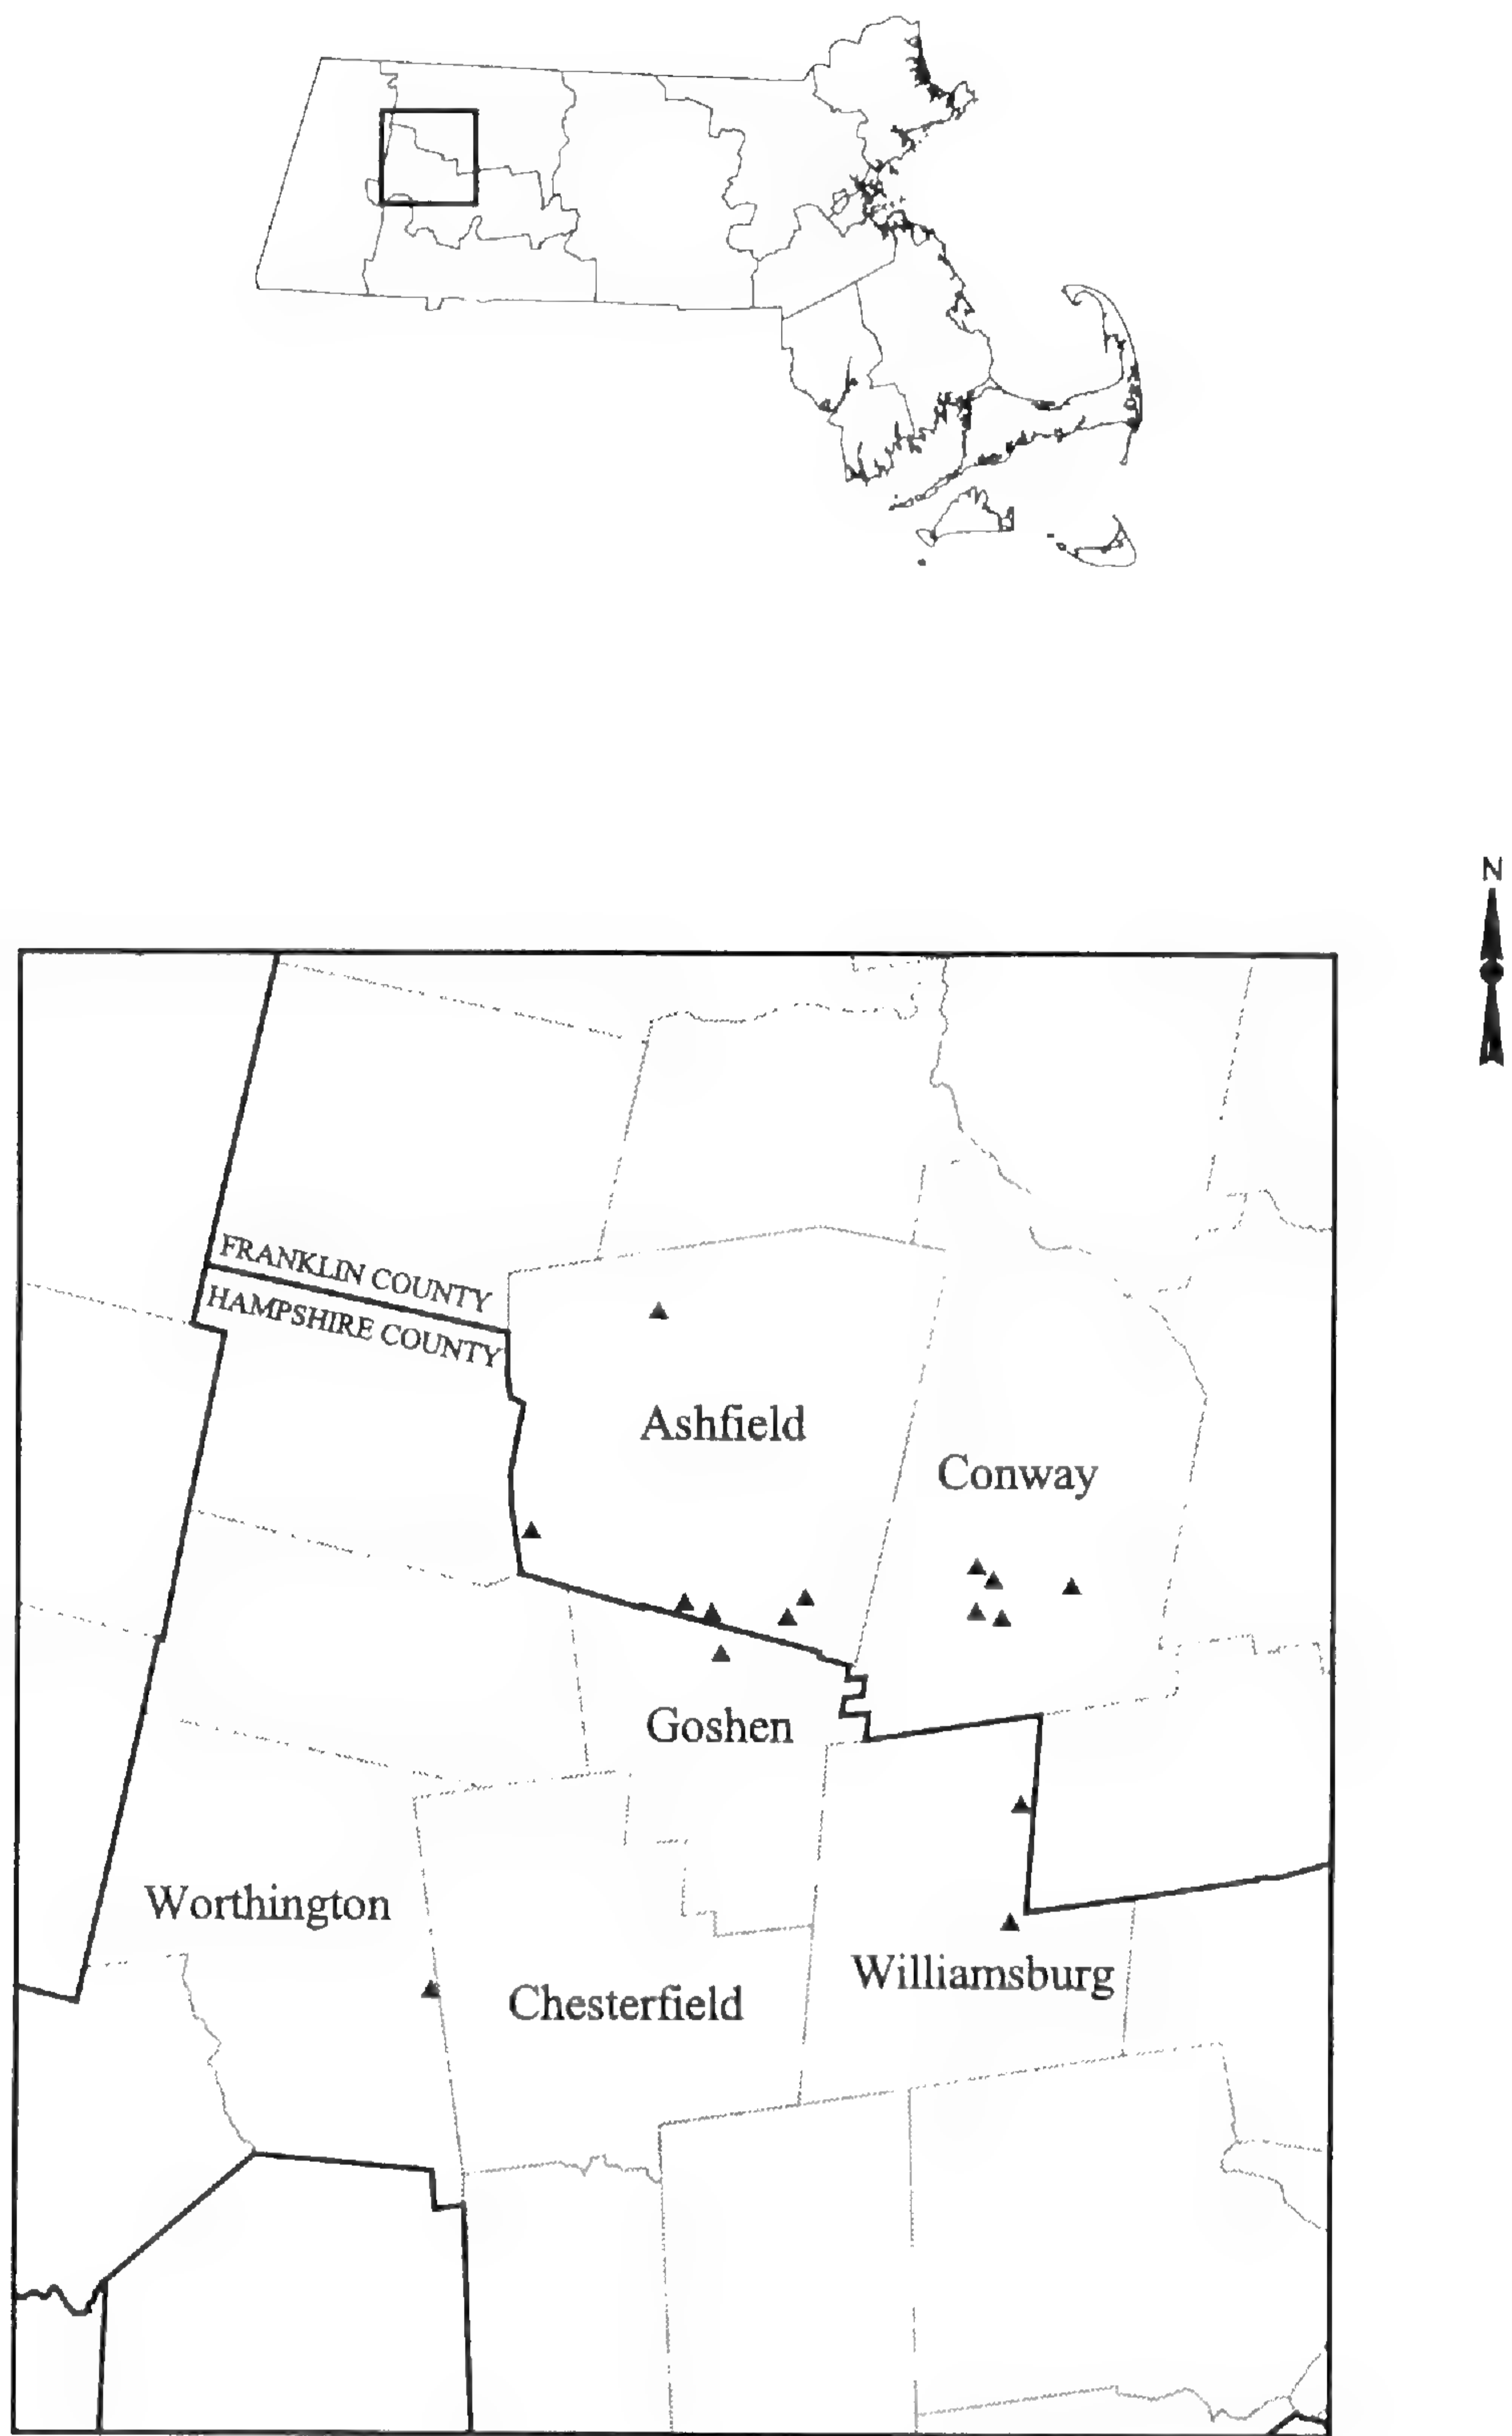 N
FRANKLIN COUNTY
HAMPSHIRE COUNTY
Ashfield
Conway
Goshen
Worthington
Williamsburg
Chesterfield